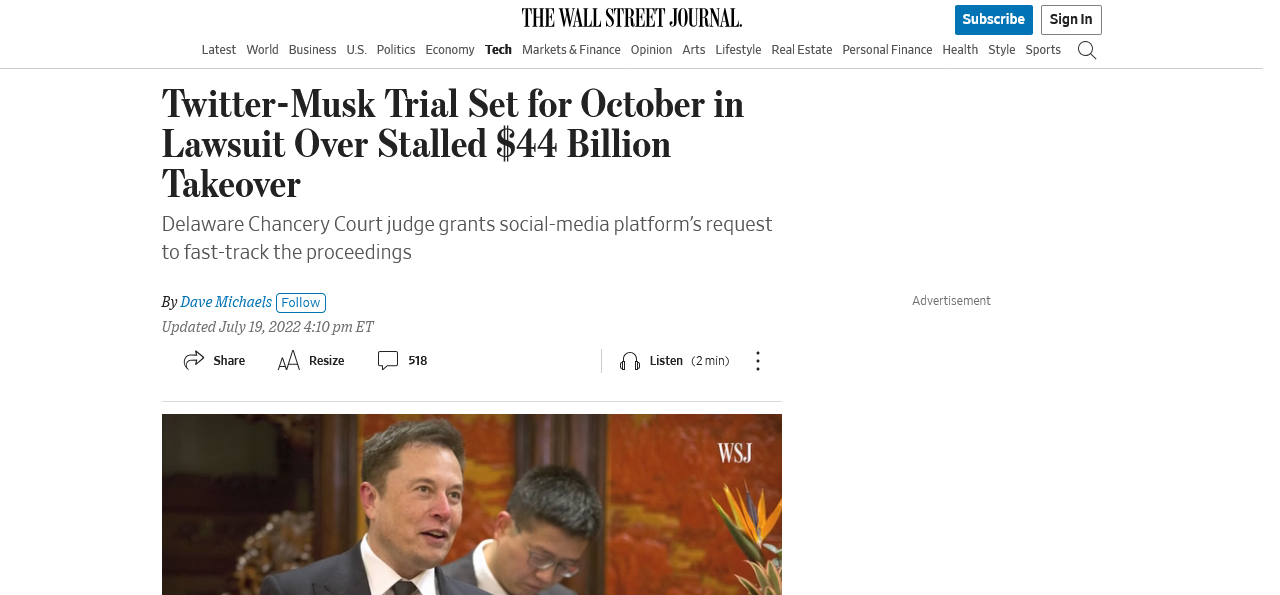 THE WALL STREET JOURNAL.
Subscribe
Sign In
Latest World Business U.S. Politics Economy Tech Markets & Finance Opinion Arts Lifestyle Real Estate Personal Finance Health Style Sports
Twitter-Musk Trial Set for October in
Lawsuit Over Stalled $44 Billion
Takeover
Delaware Chancery Court judge grants social-media platform’s request
to fast-track the proceedings
By Dave Michaels Follow
Advertisement
Updated July 19, 2022 4:10 pm ET
Share Resize 518 Listen (2 min)
WSJ